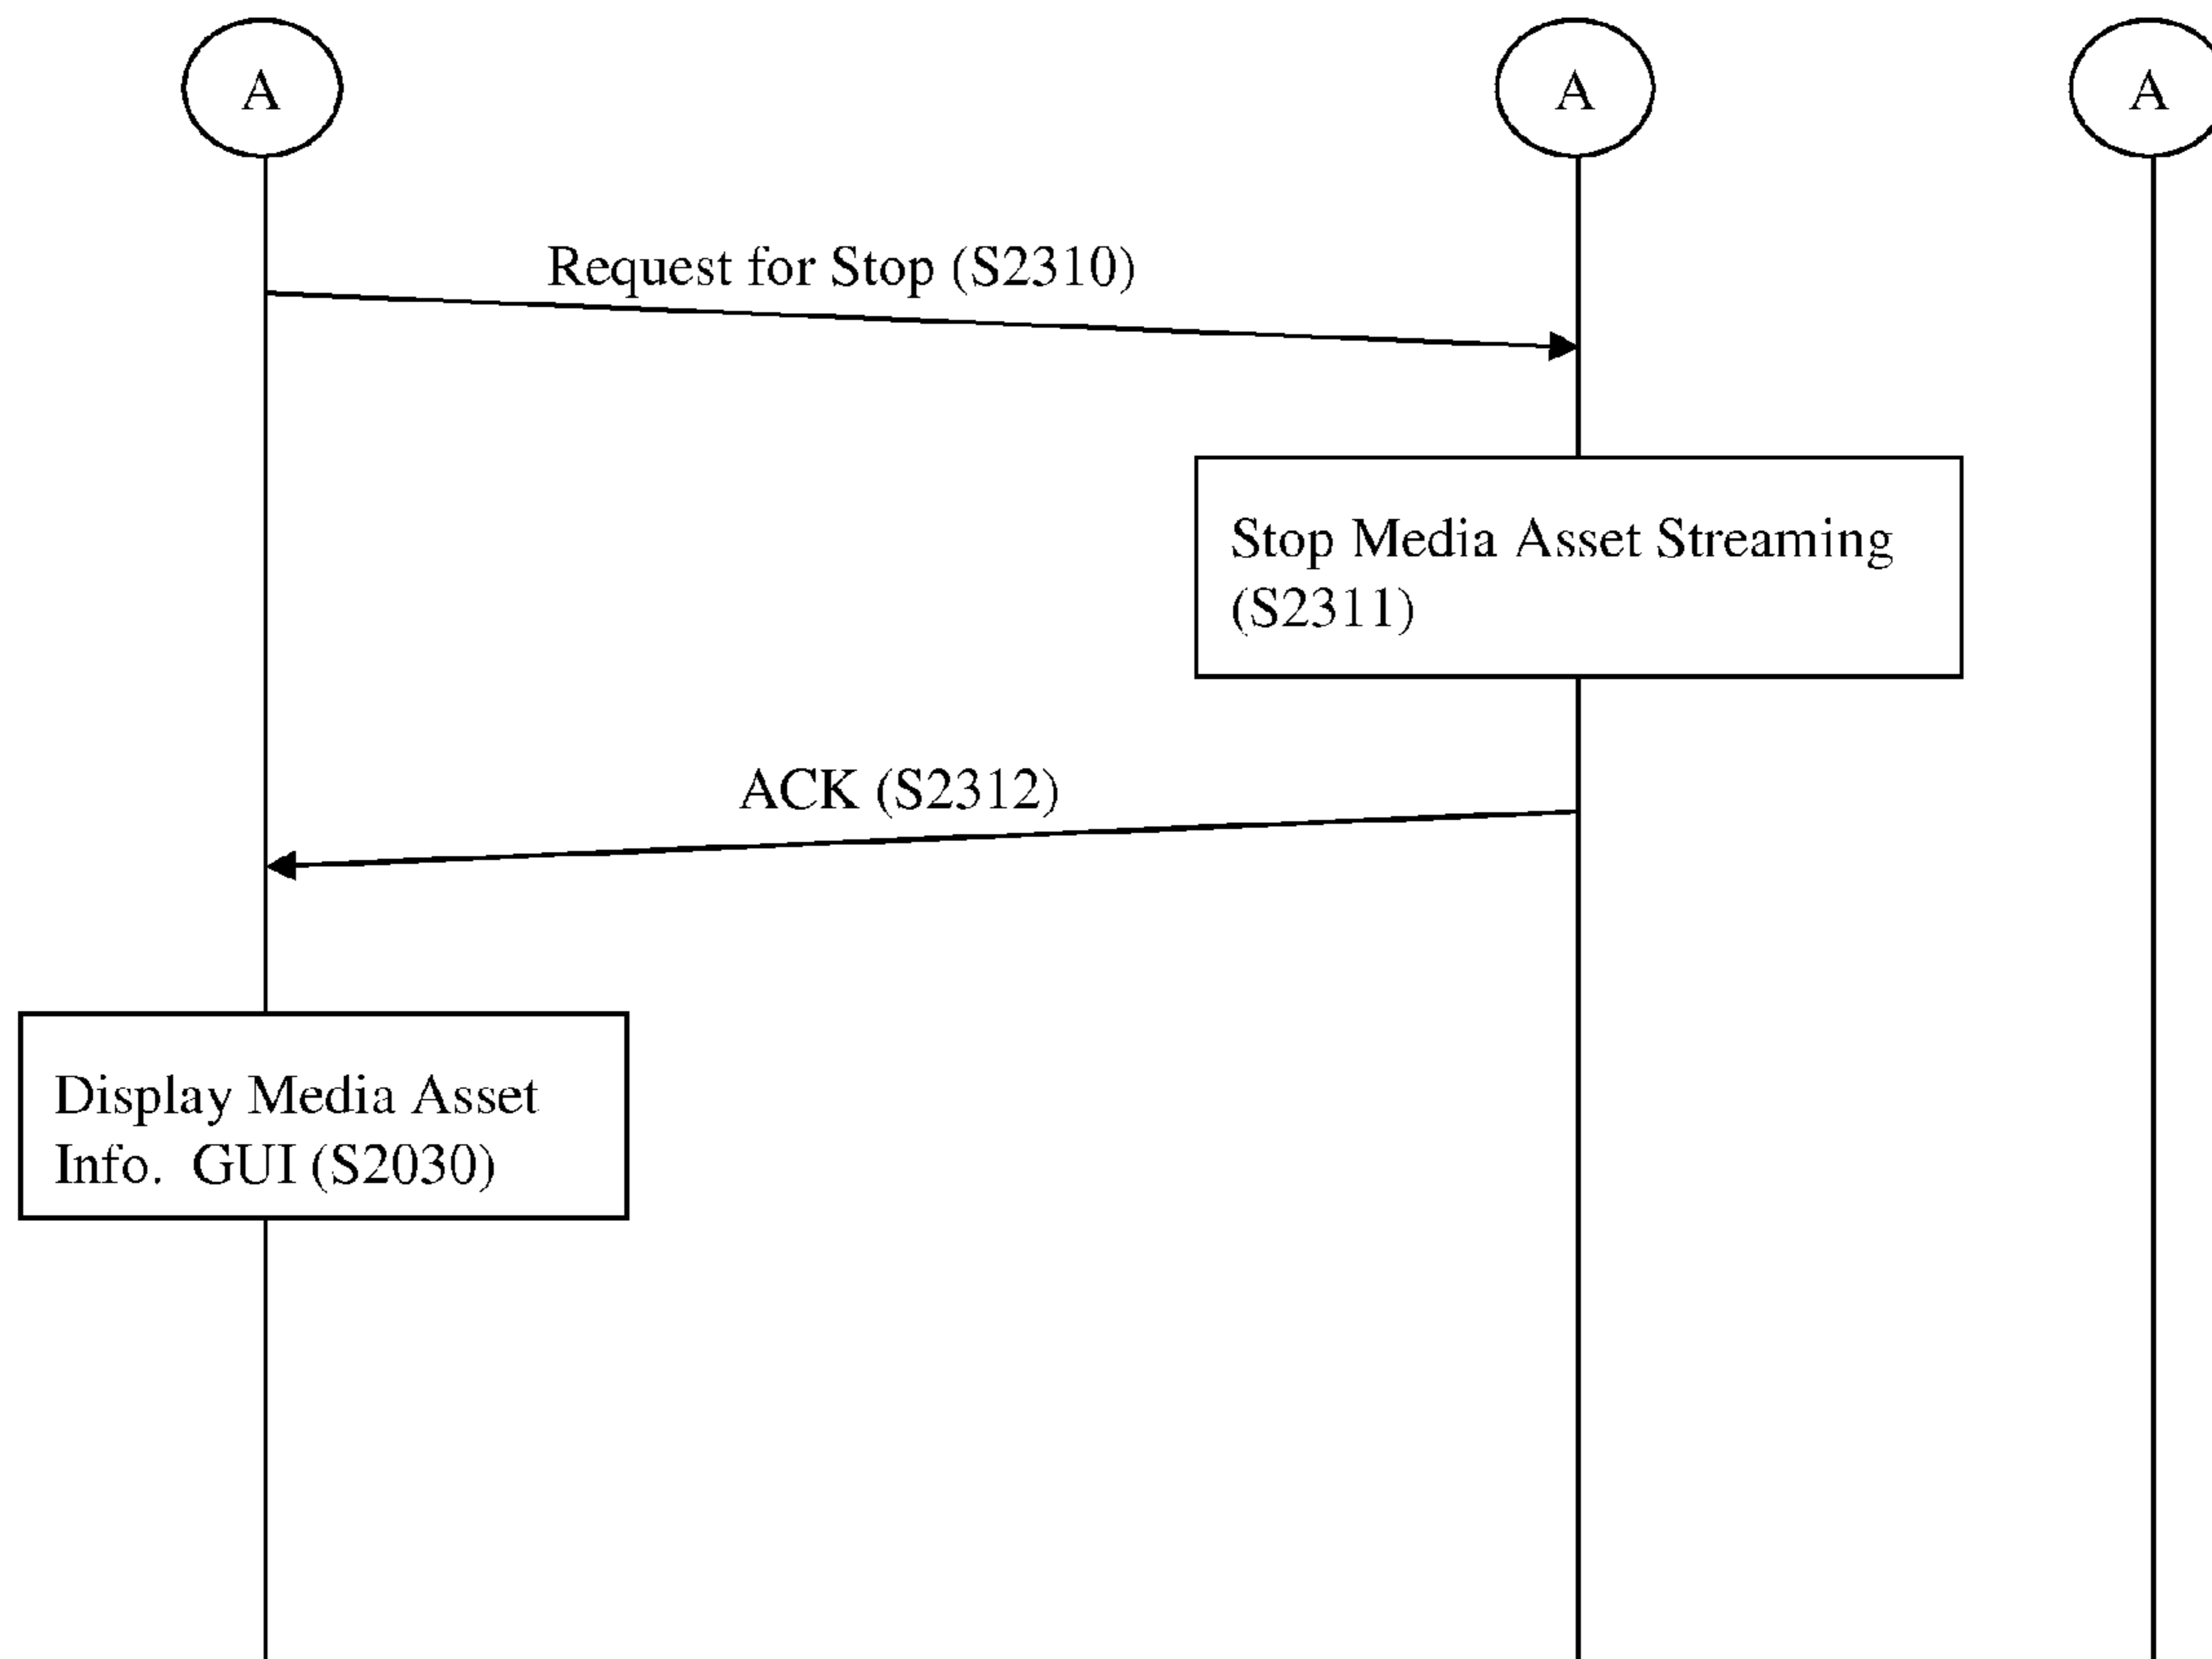 A A A
Request for Stop (S2310)
Stop Media Asset Streaming
(S2311)
ACK (S2312)
Display Media Asset
Info. GUI (S2030)